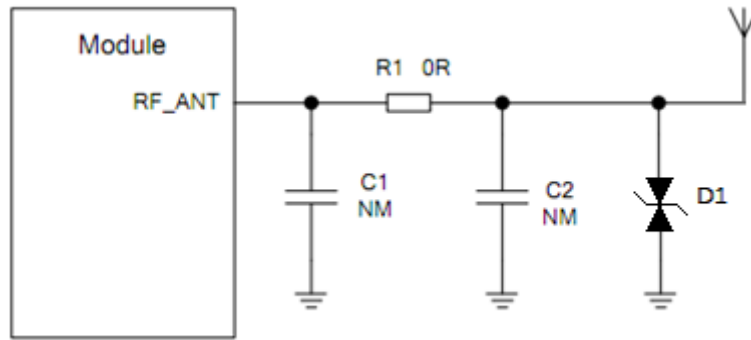 Module
RF_ANT
R1 0R
C1
NM
C2
NM
D1